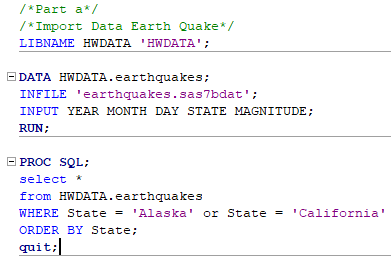 /*Part a*/
/*Import Data Earth Quake*/
LIBNAME HWDATA 'HWDATA';
DATA HWDATA.earthquakes;
INFILE 'earthquakes.sas7bdat';
INPUT YEAR MONTH DAY STATE MAGNITUDE;
RUN;
PROC SQL;
select *
from HWDATA.earthquakes
WHERE State = 'Alaska' or State = 'California'
ORDER BY State;
quit;